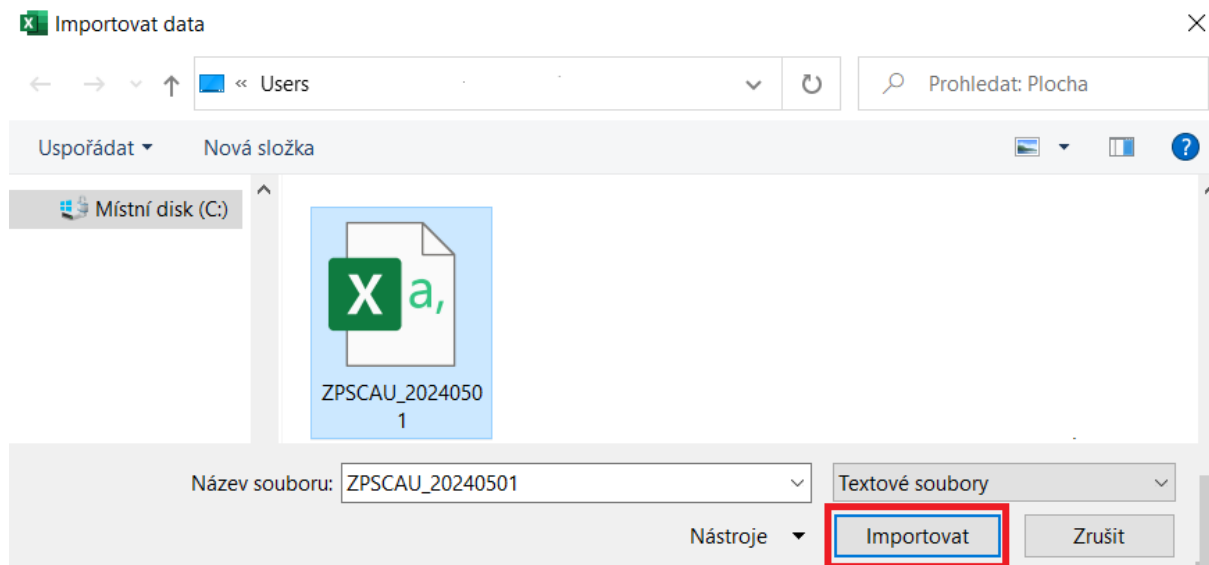 Importovat data
« Users
Prohledat: Plocha
Uspořádat
Nová složka
?
Místní disk (C:)
X a,
ZPSCAU_2024050
1
Název souboru: ZPSCAU_20240501
Textové soubory
Nástroje
Importovat
Zrušit